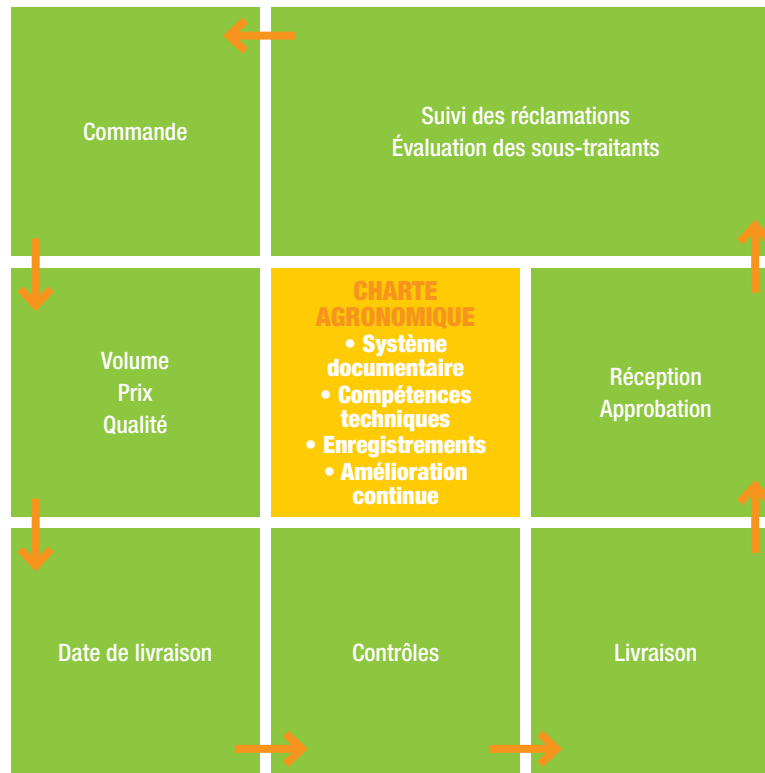 Commande
Suivi des réclamations
Évaluation des sous-traitants
Volume
Prix
Qualité
CHARTE
AGRONOMIQUE
• Système
documentaire
• Compétences
techniques
• Enregistrements
• Amélioration
continue
Réception
Approbation
Date de livraison
Contrôles
Livraison